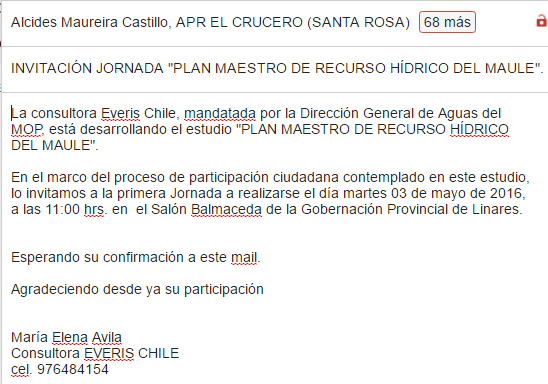 Alcides Maureira Castillo, APR EL CRUCERO (SANTA ROSA) 68 más
INVITACIÓN JORNADA "PLAN MAESTRO DE RECURSO HÍDRICO DEL MAULE".
La consultora Everis Chile, mandatada por la Dirección General de Aguas del
MOP, está desarrollando el estudio "PLAN MAESTRO DE RECURSO HÍDRICO
DEL MAULE".
En el marco del proceso de participación ciudadana contemplado en este estudio,
lo invitamos a la primera Jornada a realizarse el día martes 03 de mayo de 2016,
a las 11:00 hrs. en el Salón Balmaceda de la Gobernación Provincial de Linares.
Esperando su confirmación a este mail.
Agradeciendo desde ya su participación
María Elena Avila
Consultora EVERIS CHILE
cel. 976484154